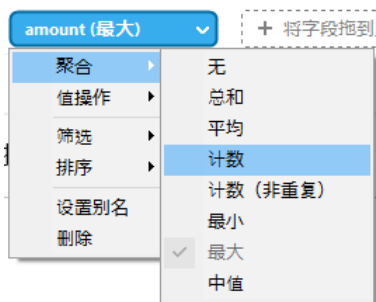 amount (最大)
+ 将字段拖到
聚合
值操作
筛选
排序
设置别名
删除
无
总和
平均
计数
计数（非重复）
最小
最大
中值